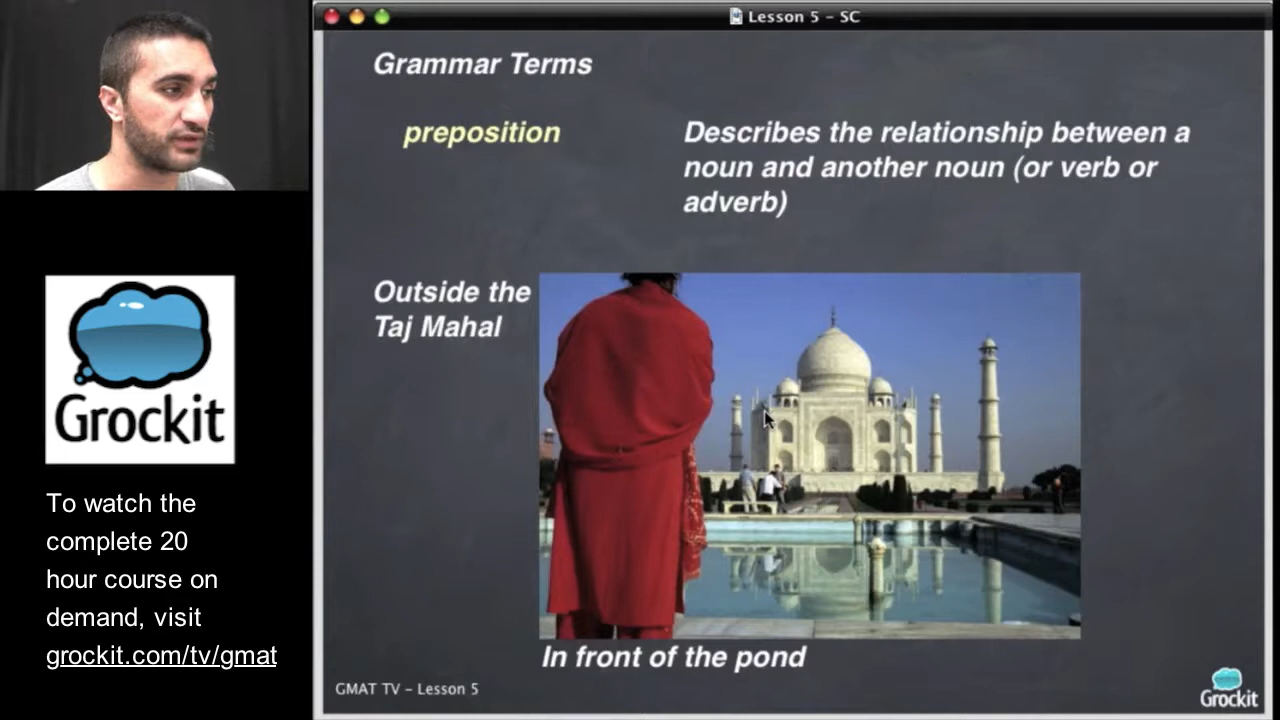 Lesson 5 - SC
Grammar Terms
preposition
Describes the relationship between a
noun and another noun (or verb or
adverb)
Outside the
Taj Mahal
In front of the pond
GMAT TV - Lesson 5
Grockit
Grockit
To watch the
complete 20
hour course on
demand, visit
grockit.com/tv/gmat